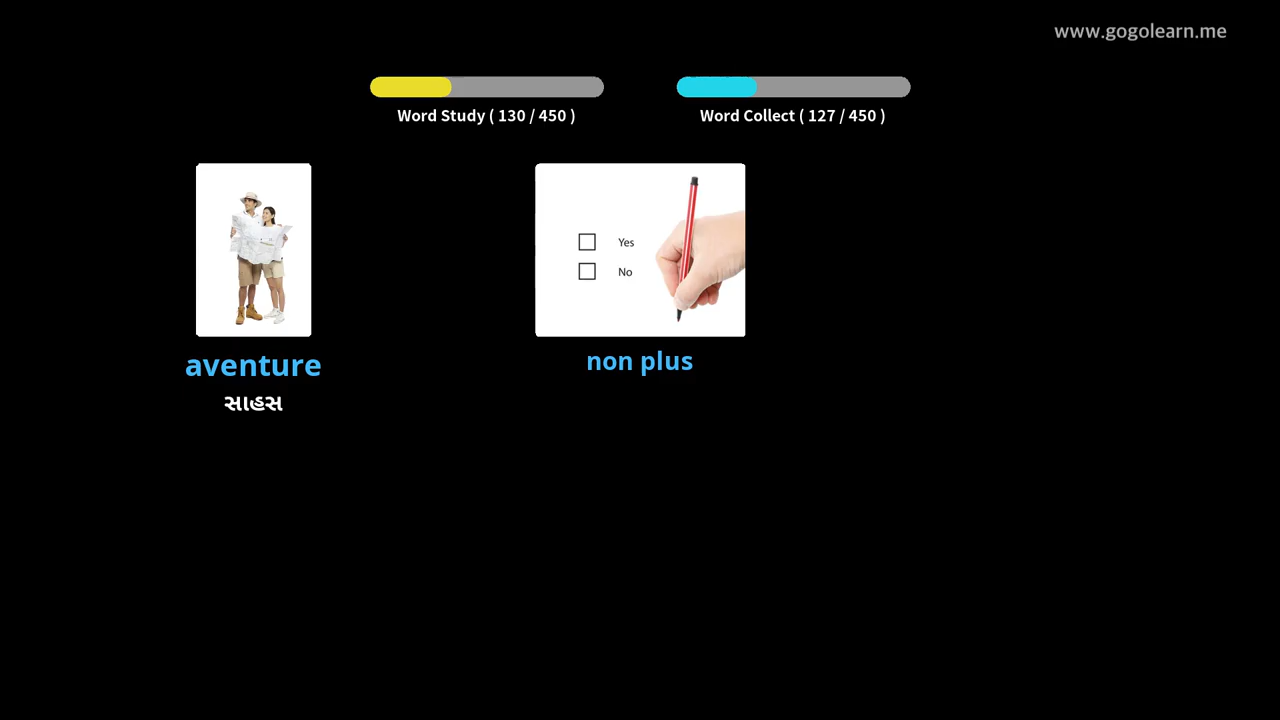 www.gogolearn.me
Word Study ( 130 / 450 )
Word Collect ( 127 / 450 )
Yes
No
aventure
non plus
સાહસ